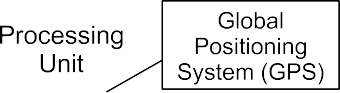 Processing
Unit
Global
Positioning
System (GPS)